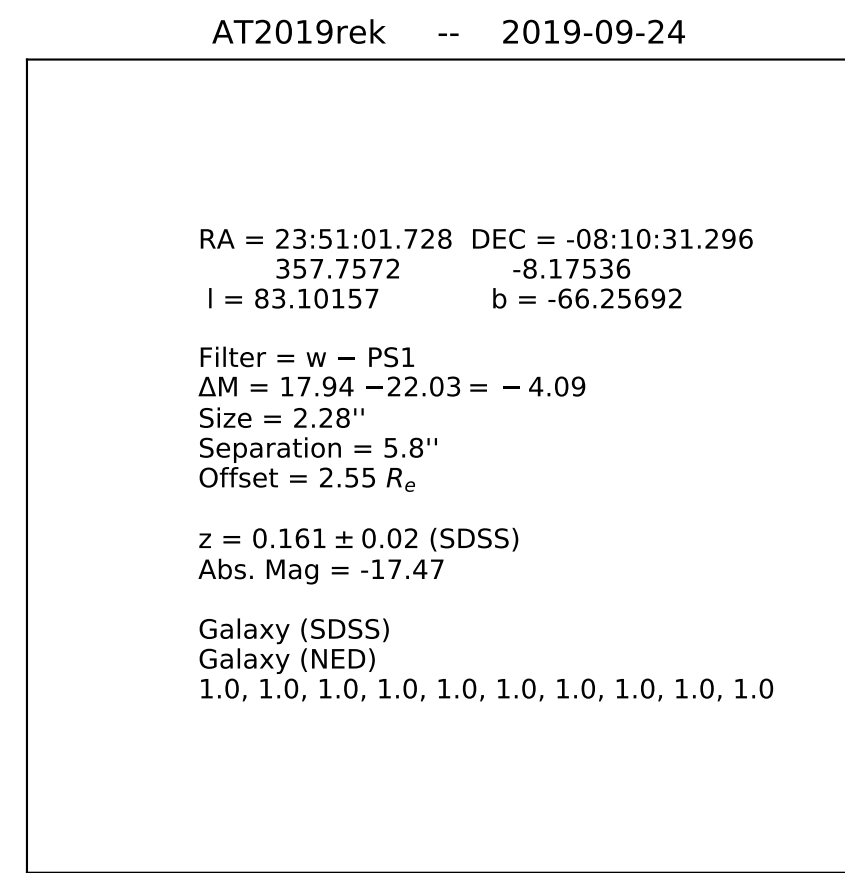 AT2019rek -- 2019-09-24
RA = 23:51:01.728 DEC = -08:10:31.296
357.7572 -8.17536
l = 83.10157 b = -66.25692
Filter = w − PS1
ΔM = 17.94 −22.03 = − 4.09
Size = 2.28''
Separation = 5.8''
Offset = 2.55 Rₑ
z = 0.161 ± 0.02 (SDSS)
Abs. Mag = -17.47
Galaxy (SDSS)
Galaxy (NED)
1.0, 1.0, 1.0, 1.0, 1.0, 1.0, 1.0, 1.0, 1.0, 1.0